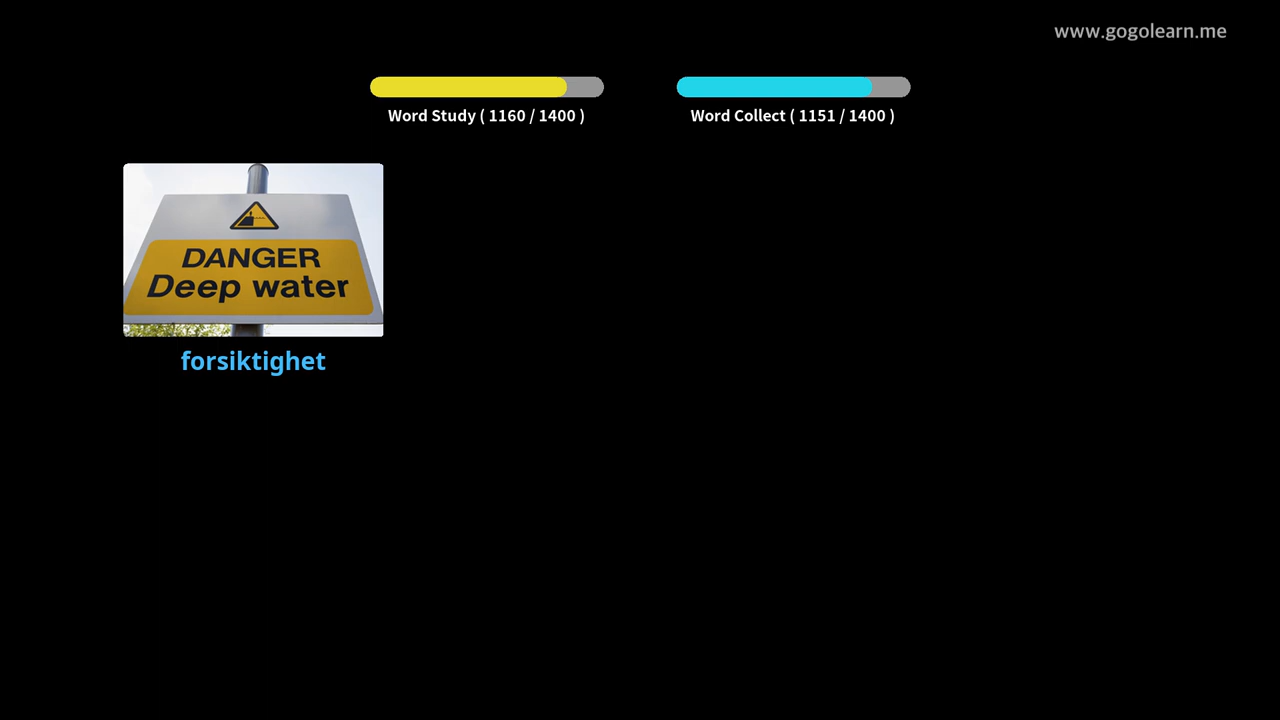 www.gogolearn.me
Word Study ( 1160 / 1400 )
Word Collect ( 1151 / 1400 )
DANGER
Deep water
forsiktighet